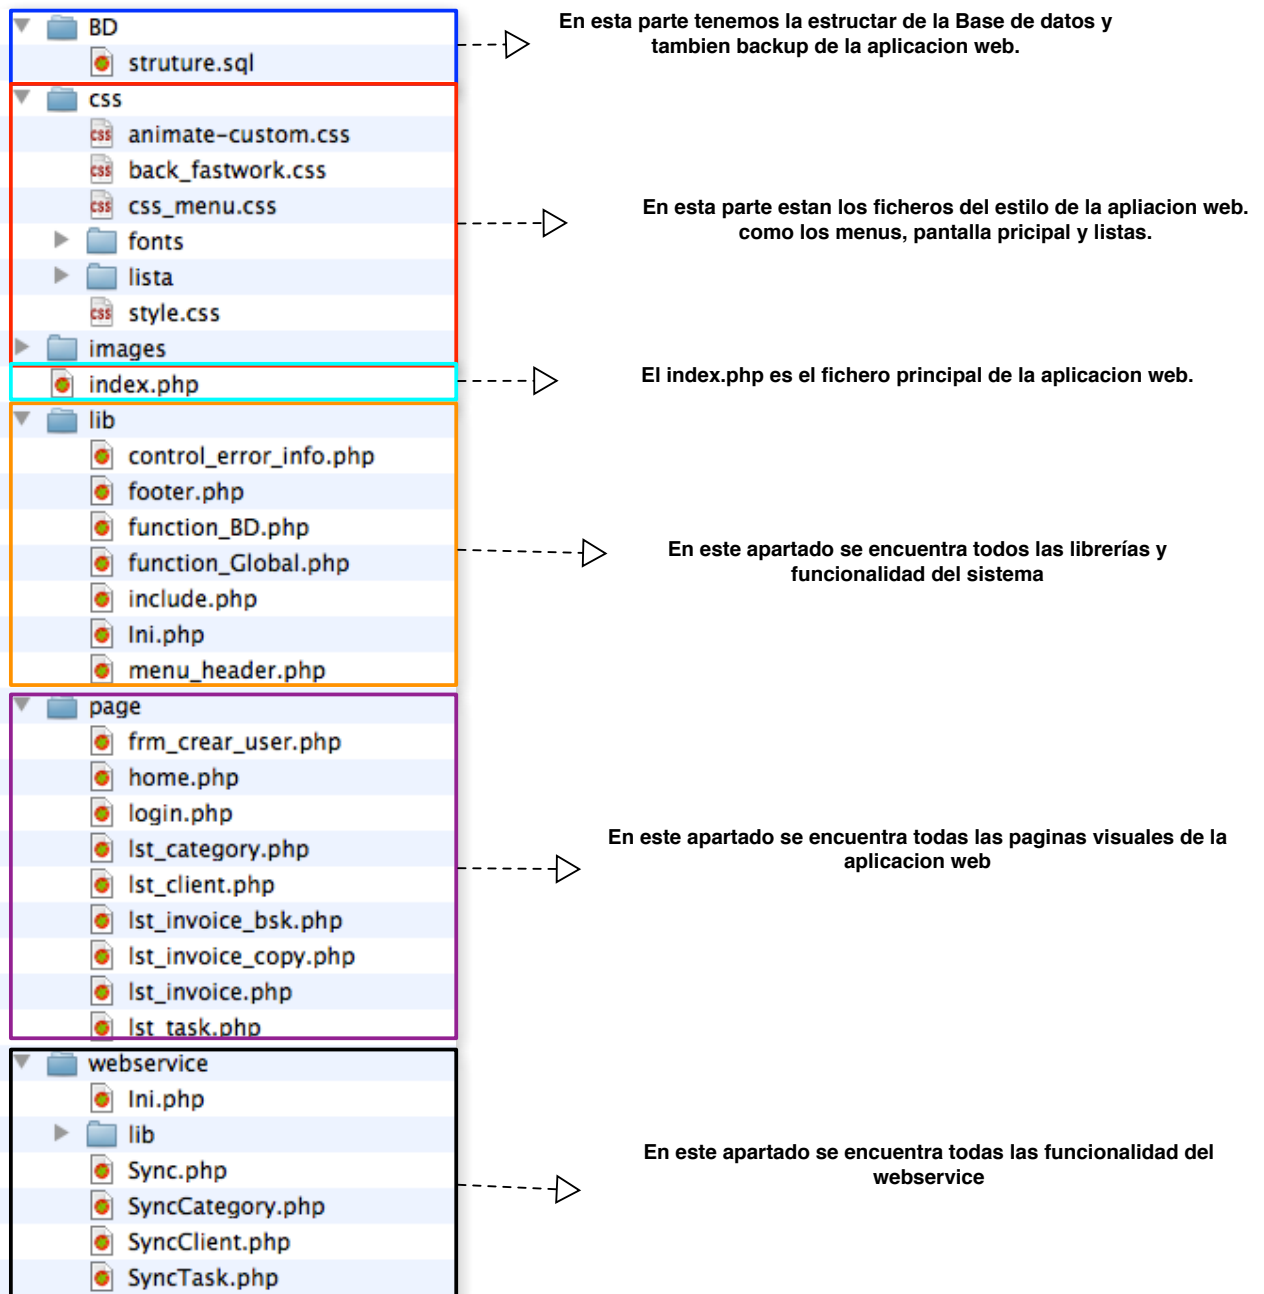 BD
struture.sql
En esta parte tenemos la estructar de la Base de datos y
tambien backup de la aplicacion web.
css
animate-custom.css
back_fastwork.css
css_menu.css
fonts
lista
style.css
images
En esta parte estan los ficheros del estilo de la apliacion web.
como los menus, pantalla pricipal y listas.
index.php
El index.php es el fichero principal de la aplicacion web.
lib
control_error_info.php
footer.php
function_BD.php
function_Global.php
include.php
Ini.php
menu_header.php
En este apartado se encuentra todos las librerías y
funcionalidad del sistema
page
frm_crear_user.php
home.php
login.php
lst_category.php
lst_client.php
lst_invoice_bsk.php
lst_invoice_copy.php
lst_invoice.php
lst_task.php
En este apartado se encuentra todas las paginas visuales de la
aplicacion web
webservice
Ini.php
lib
Sync.php
SyncCategory.php
SyncClient.php
SyncTask.php
En este apartado se encuentra todas las funcionalidad del
webservice